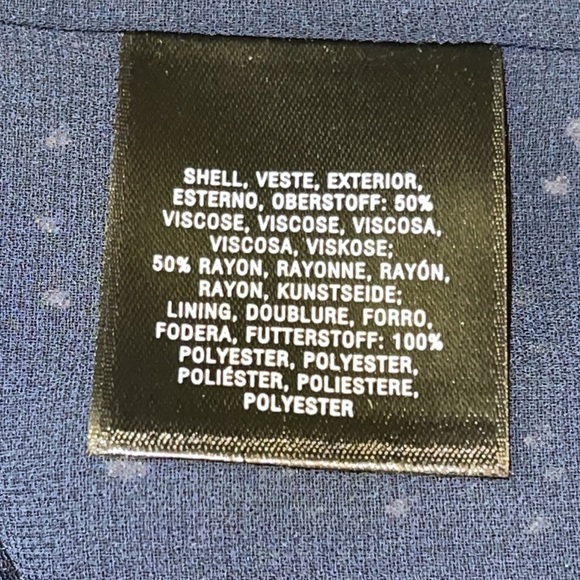 SHELL, VESTE, EXTERIOR,
ESTERNO, OBERSTOFF: 50%
VISCOSE, VISCOSE, VISCOSA,
VISCOSA, VISKOSE;
50% RAYON, RAYONNE, RAYÓN,
RAYON, KUNSTSEIDE;
LINING, DOUBLURE, FORRO,
FODERA, FUTTERSTOFF: 100%
POLYESTER, POLYESTER,
POLIÉSTER, POLIESTERE,
POLYESTER